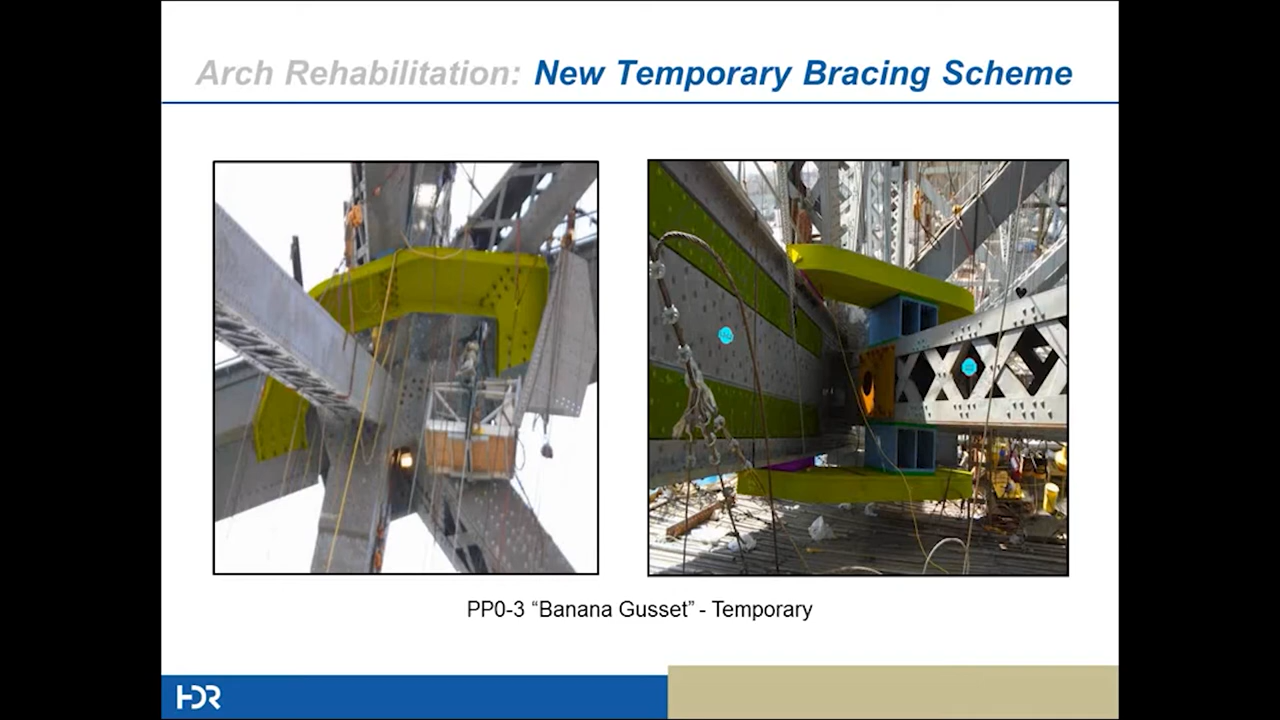 Arch Rehabilitation: New Temporary Bracing Scheme
PP0-3 “Banana Gusset” - Temporary
HDR